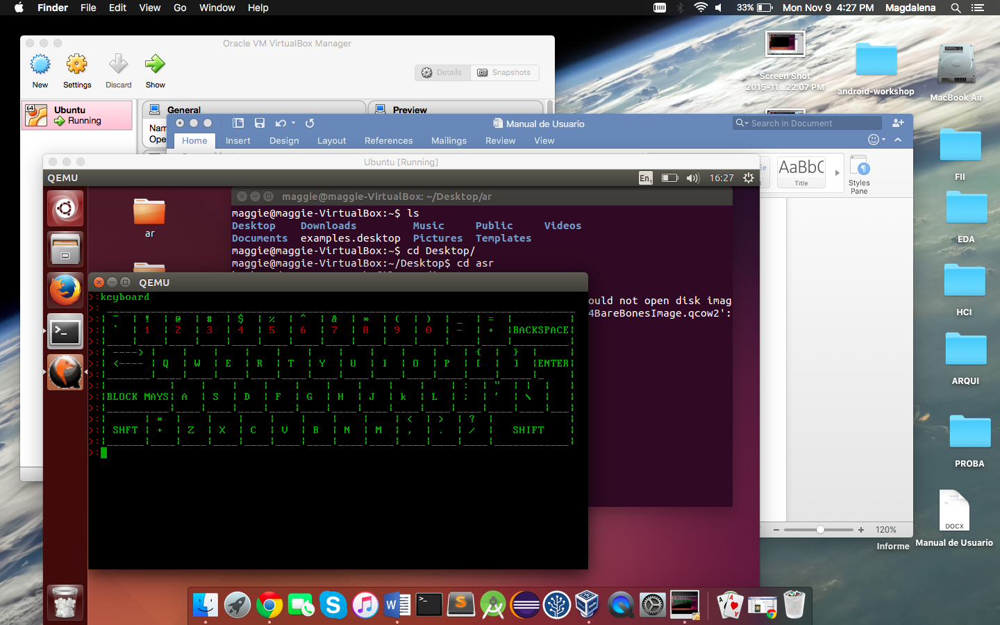 Finder File Edit View Go Window Help
33% Mon Nov 9 4:27 PM Magdalena
Oracle VM VirtualBox Manager
New Settings Discard Show
Details Snapshots
64 Ubuntu
Running
General Preview
Manual de Usuario
Search in Document
Home Insert Design Layout References Mailings Review View
AaBbC
Title
Styles
Pane
120%
Ubuntu [Running]
QEMU
En1 16:27
ar
maggie@maggie-VirtualBox: ~/Desktop/ar
maggie@maggie-VirtualBox:~$ ls
Desktop Downloads Music Public Videos
Documents examples.desktop Pictures Templates
maggie@maggie-VirtualBox:~$ cd Desktop/
maggie@maggie-VirtualBox:~/Desktop$ cd asr
ould not open disk imag
4BareBonesImage.qcow2':
QEMU
>:keyboard
>: ___________________________________________________________________________
>:| ~ | ! | @ | # | $ | % | ^ | & | * | ( | ) | _ | = | |
>:| ` | 1 | 2 | 3 | 4 | 5 | 6 | 7 | 8 | 9 | 0 | - | + |BACKSPACE|
>:|____|____|____|____|____|____|____|____|____|____|____|____|____|_________|
>:| ----> | | | | | | | | | | | { | } | |
>:| <---- | Q | W | E | R | T | Y | U | I | O | P | [ | ] |ENTER|
>:|_______|____|____|____|____|____|____|____|____|____|____|____|____|_ |
>:| | | | | | | | | | | : | " | | | |
>:|BLOCK MAYS| A | S | D | F | G | H | J | k | L | ; | ' | \ | |
>:|__________|____|____|____|____|____|____|____|____|____|____|____|____|___|
>:| | * | | | | | | | | < | > | ? | |
>:| SHFT | + | Z | X | C | V | B | N | M | , | . | / | SHIFT |
>:|______|____|____|____|____|____|____|____|____|____|____|____|____________|
>:
Screen Shot
2015-11...22.07 PM
android-workshop
MacBook Air
FII
EDA
HCI
ARQUI
PROBA
DOCX
Manual de Usuario
Informe